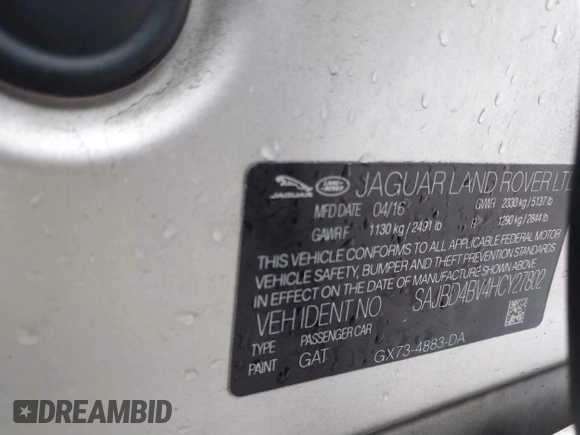 JAGUAR LAND ROVER JAGUAR LAND ROVER LTD
MFD DATE 04/16 GVWR 2330 kg / 5137 lb
GAWR F 1130 kg / 2491 lb R 1290 kg / 2844 lb
THIS VEHICLE CONFORMS TO ALL APPLICABLE FEDERAL MOTOR
VEHICLE SAFETY, BUMPER AND THEFT PREVENTION STANDARDS
IN EFFECT ON THE DATE OF MANUFACTURE SHOWN ABOVE.
VEH IDENT NO. SAJBD4BV4HCY27802
TYPE PASSENGER CAR
PAINT GAT GX73-4883-DA
DREAMBID